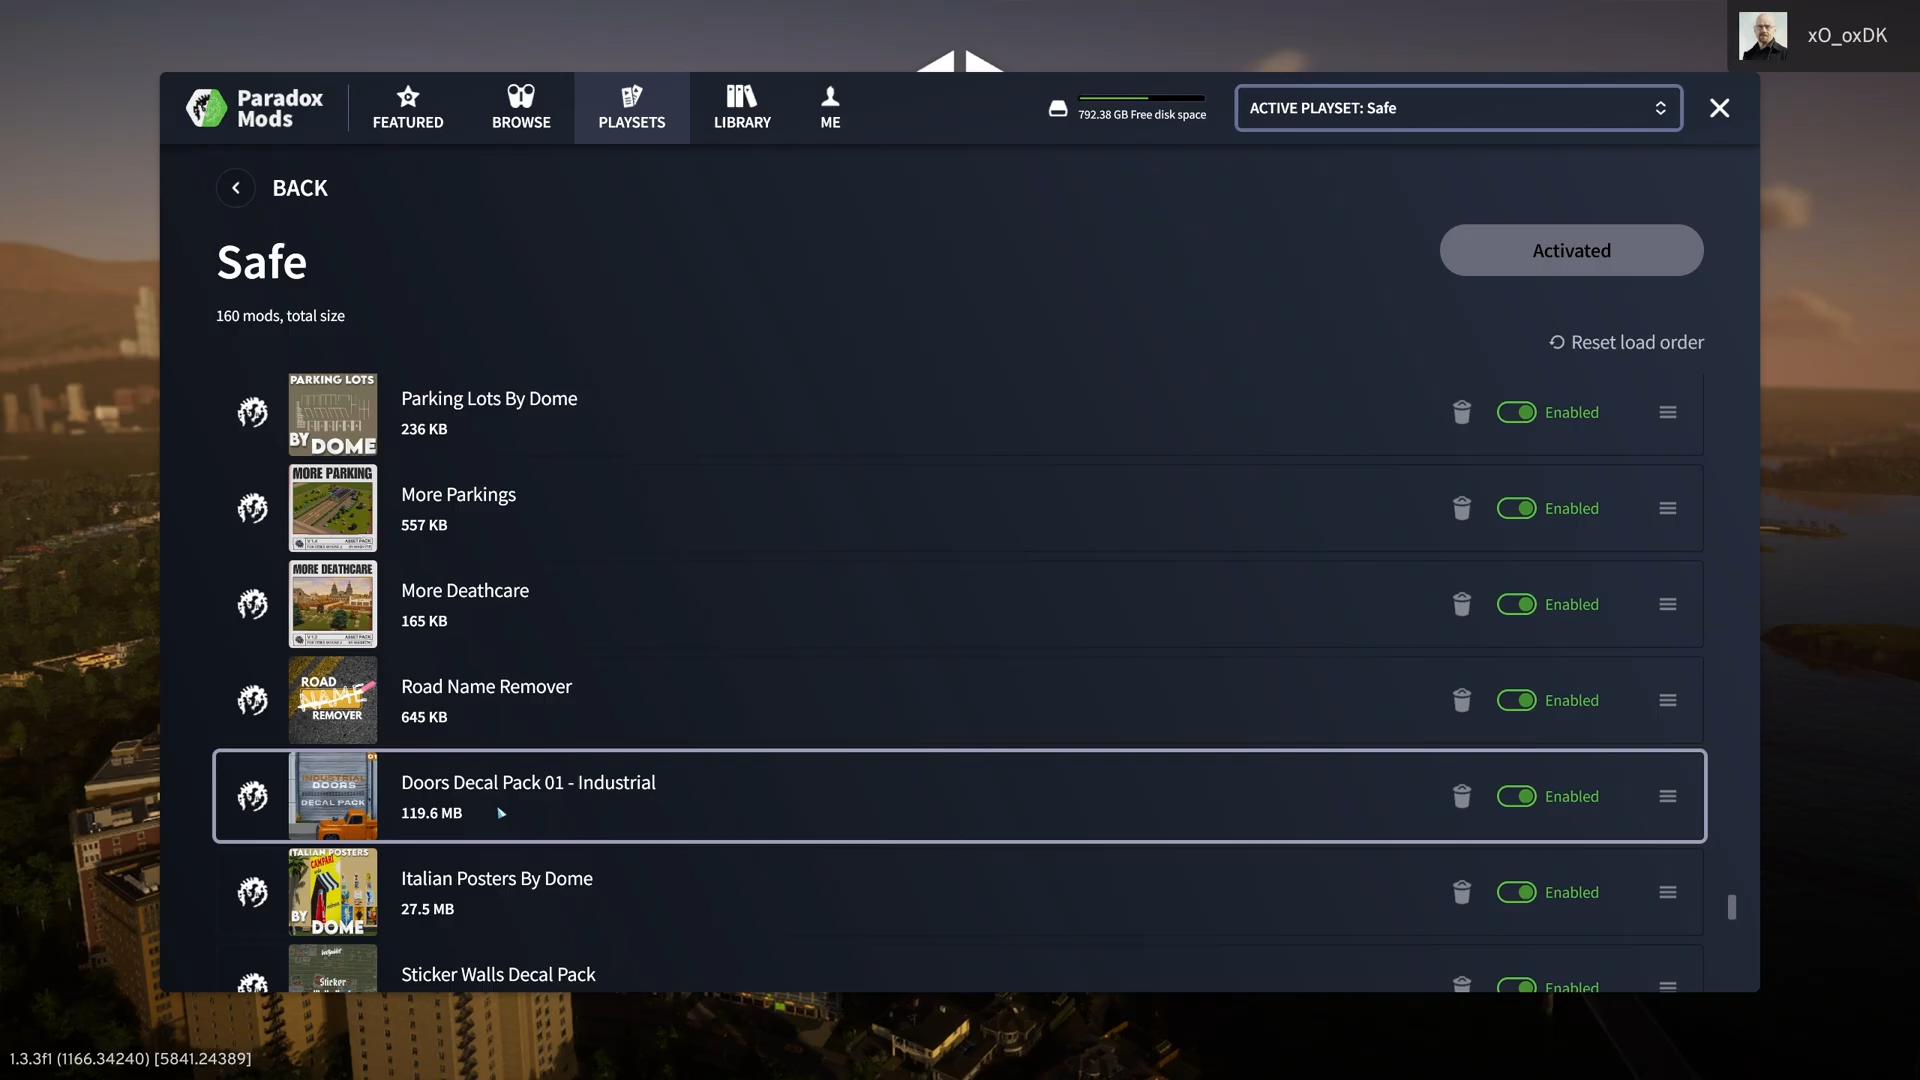 xO_oxDK
Paradox
Mods
FEATURED
BROWSE
PLAYSETS
LIBRARY
ME
792.38 GB Free disk space
ACTIVE PLAYSET: Safe
BACK
Safe
Activated
160 mods, total size
Reset load order
PARKING LOTS
BY DOME
Parking Lots By Dome
236 KB
Enabled
MORE PARKING
More Parkings
557 KB
Enabled
MORE DEATHCARE
More Deathcare
165 KB
Enabled
ROAD
NAME
REMOVER
Road Name Remover
645 KB
Enabled
01
INDUSTRIAL
DOORS
DECAL PACK
Doors Decal Pack 01 - Industrial
119.6 MB
Enabled
ITALIAN POSTERS
CAMPARI
BY
DOME
Italian Posters By Dome
27.5 MB
Enabled
Sticker
Sticker Walls Decal Pack
Enabled
1.3.3f1 (1166.34240) [5841.24389]